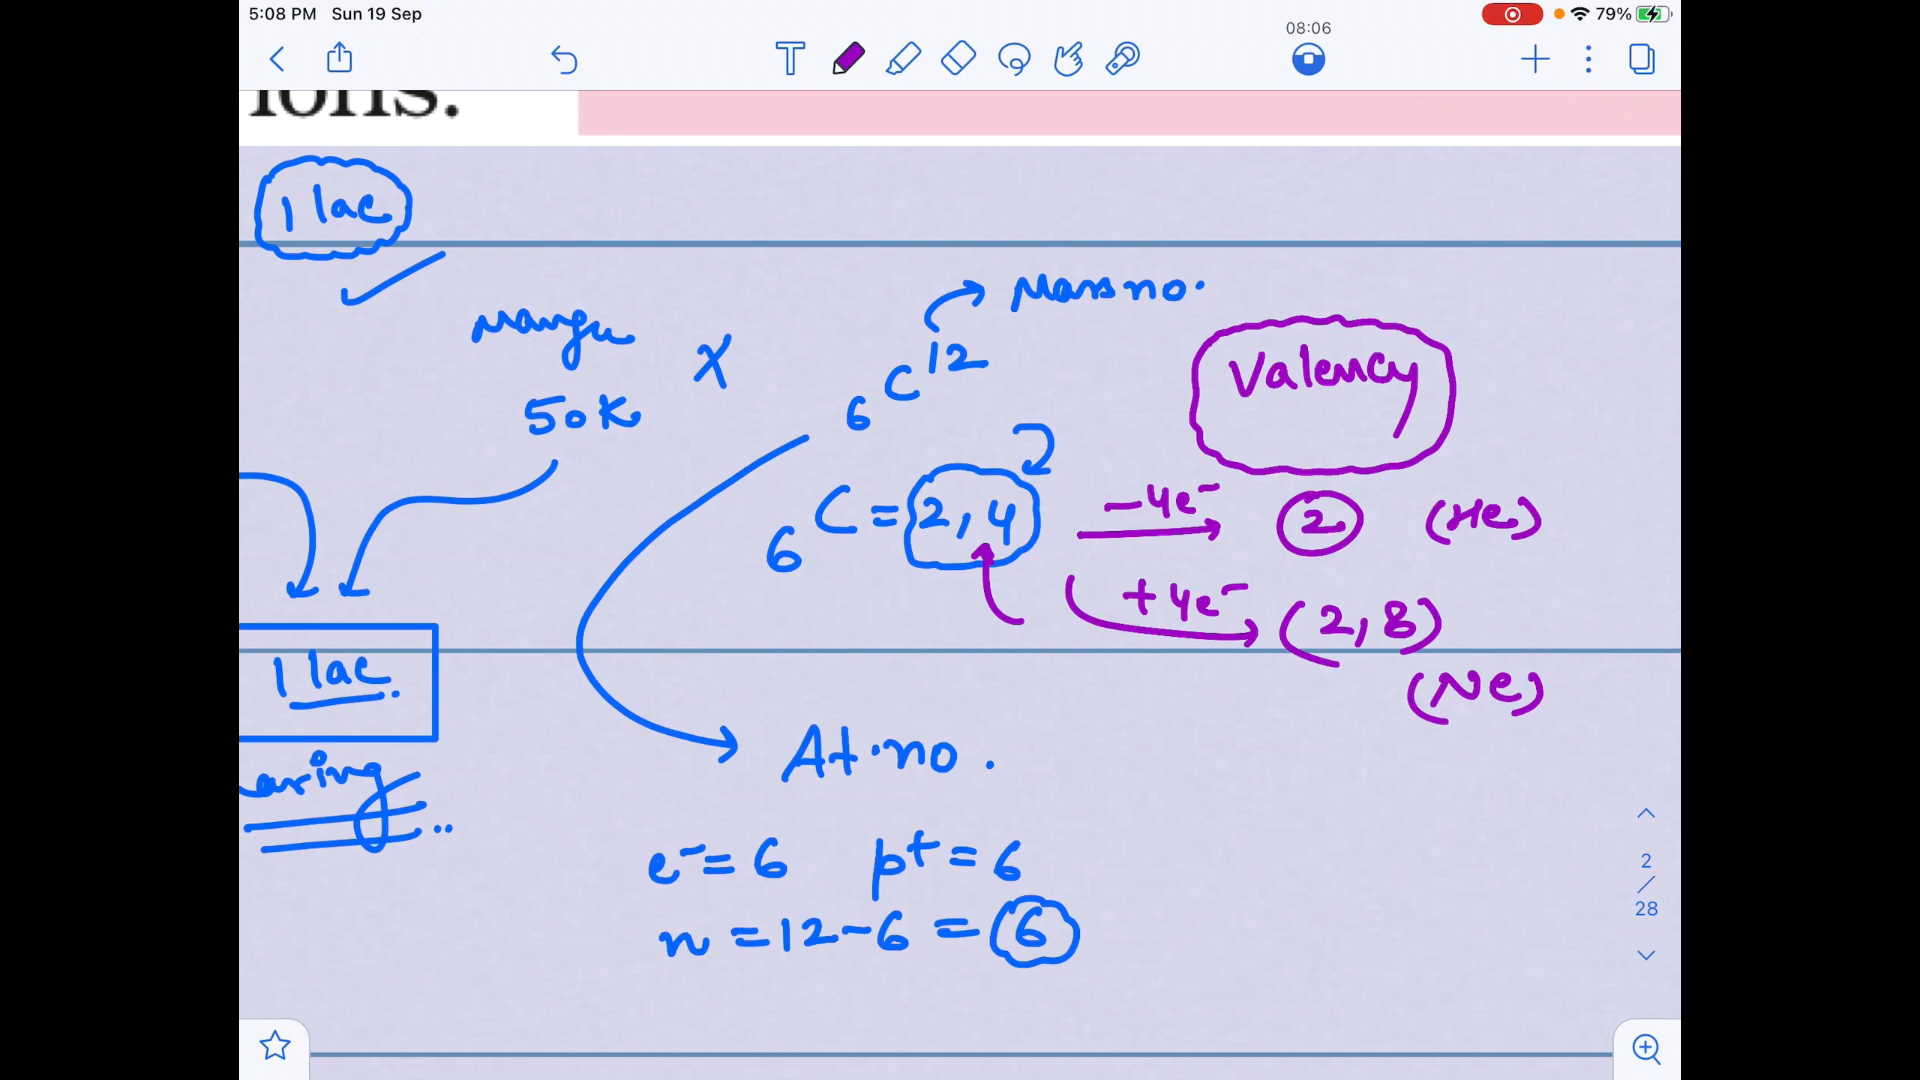 5:08 PM Sun 19 Sep
79%
08:06
ions.
1 lac
Mass no.
50K
X
6 C 12
Valency
6 C = 2, 4
-4e⁻
2 (He)
+4e⁻
(2, 8)
(Ne)
1 lac.
At. no.
e⁻ = 6 p⁺ = 6
n = 12 - 6 = 6
2
/
28